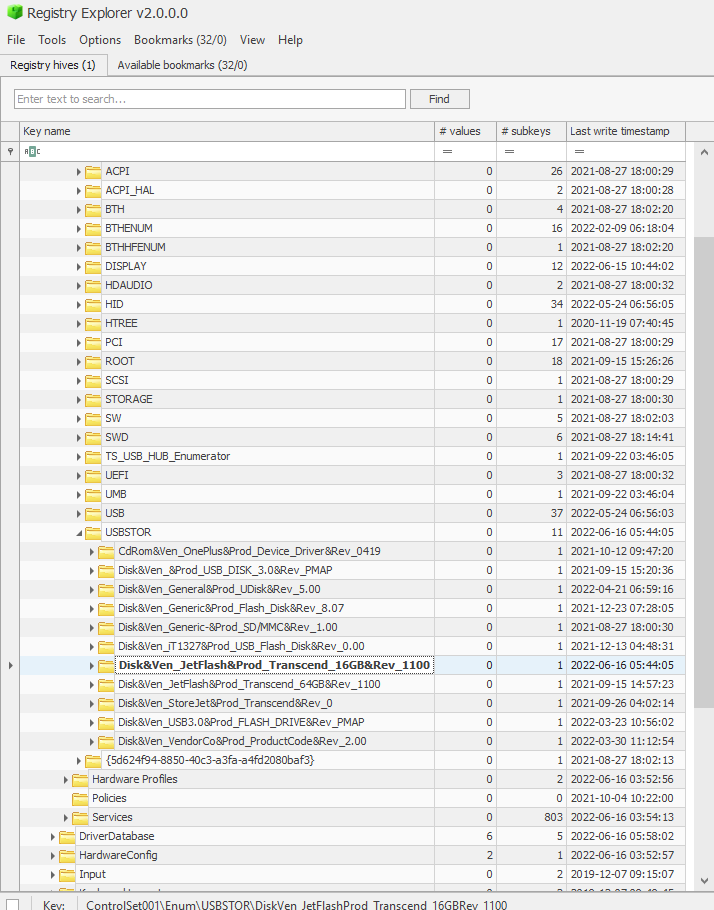 Registry Explorer v2.0.0.0
File Tools Options Bookmarks (32/0) View Help
Registry hives (1) Available bookmarks (32/0)
Enter text to search... Find
Key name # values # subkeys Last write timestamp
ABC = = =
ACPI 0 26 2021-08-27 18:00:29
ACPI_HAL 0 2 2021-08-27 18:00:28
BTH 0 4 2021-08-27 18:02:20
BTHENUM 0 16 2022-02-09 06:18:04
BTHHFENUM 0 1 2021-08-27 18:02:20
DISPLAY 0 12 2022-06-15 10:44:02
HDAUDIO 0 2 2021-08-27 18:00:32
HID 0 34 2022-05-24 06:56:05
HTREE 0 1 2020-11-19 07:40:45
PCI 0 17 2021-08-27 18:00:29
ROOT 0 18 2021-09-15 15:26:26
SCSI 0 1 2021-08-27 18:00:29
STORAGE 0 1 2021-08-27 18:00:30
SW 0 5 2021-08-27 18:02:03
SWD 0 6 2021-08-27 18:14:41
TS_USB_HUB_Enumerator 0 1 2021-09-22 03:46:05
UEFI 0 3 2021-08-27 18:00:32
UMB 0 1 2021-09-22 03:46:04
USB 0 37 2022-05-24 06:56:03
USBSTOR 0 11 2022-06-16 05:44:05
CdRom&Ven_OnePlus&Prod_Device_Driver&Rev_0419 0 1 2021-10-12 09:47:20
Disk&Ven_&Prod_USB_DISK_3.0&Rev_PMAP 0 1 2021-09-15 15:20:36
Disk&Ven_General&Prod_UDisk&Rev_5.00 0 1 2022-04-21 06:59:16
Disk&Ven_Generic&Prod_Flash_Disk&Rev_8.07 0 1 2021-12-23 07:28:05
Disk&Ven_Generic-&Prod_SD/MMC&Rev_1.00 0 1 2021-08-27 18:00:30
Disk&Ven_iT1327&Prod_USB_Flash_Disk&Rev_0.00 0 1 2021-12-13 04:48:31
Disk&Ven_JetFlash&Prod_Transcend_16GB&Rev_1100 0 1 2022-06-16 05:44:05
Disk&Ven_JetFlash&Prod_Transcend_64GB&Rev_1100 0 1 2021-09-15 14:57:23
Disk&Ven_StoreJet&Prod_Transcend&Rev_0 0 1 2021-09-26 04:02:14
Disk&Ven_USB3.0&Prod_FLASH_DRIVE&Rev_PMAP 0 1 2022-03-23 10:56:02
Disk&Ven_VendorCo&Prod_ProductCode&Rev_2.00 0 1 2022-03-30 11:12:54
{5d624f94-8850-40c3-a3fa-a4fd2080baf3} 0 1 2021-08-27 18:02:13
Hardware Profiles 0 2 2022-06-16 03:52:56
Policies 0 0 2021-10-04 10:22:00
Services 0 803 2022-06-16 03:54:13
DriverDatabase 6 5 2022-06-16 05:58:02
HardwareConfig 2 1 2022-06-16 03:52:57
Input 0 2 2019-12-07 09:15:07
Key: ControlSet001\Enum\USBSTOR\DiskVen_JetFlashProd_Transcend_16GBRev_1100